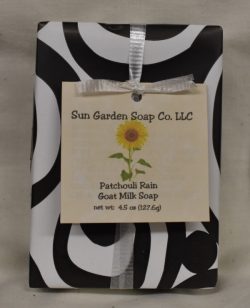 Sun Garden Soap Co. LLC
Patchouli Rain
Goat Milk Soap
net wt: 4.5 oz (127.6g)